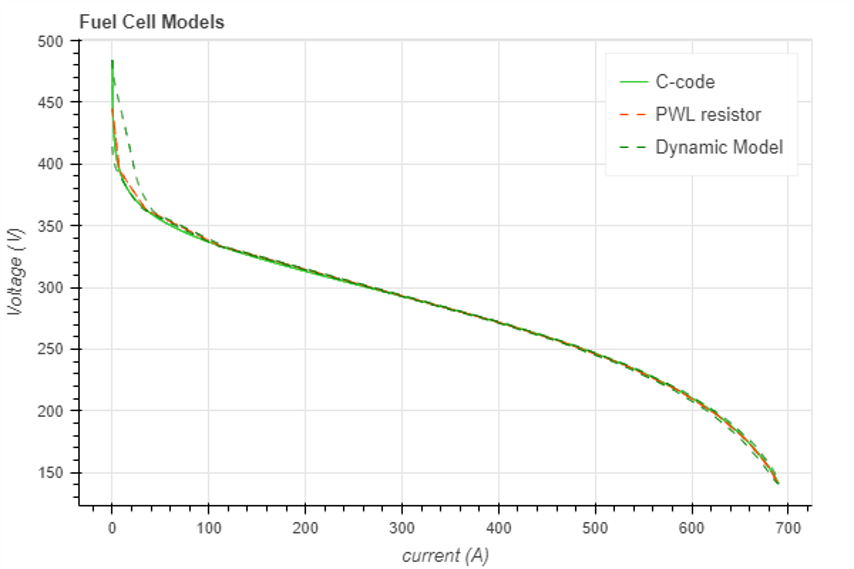 Fuel Cell Models
500
450
400
350
300
250
200
150
Voltage (V)
C-code
PWL resistor
Dynamic Model
0 100 200 300 400 500 600 700
current (A)